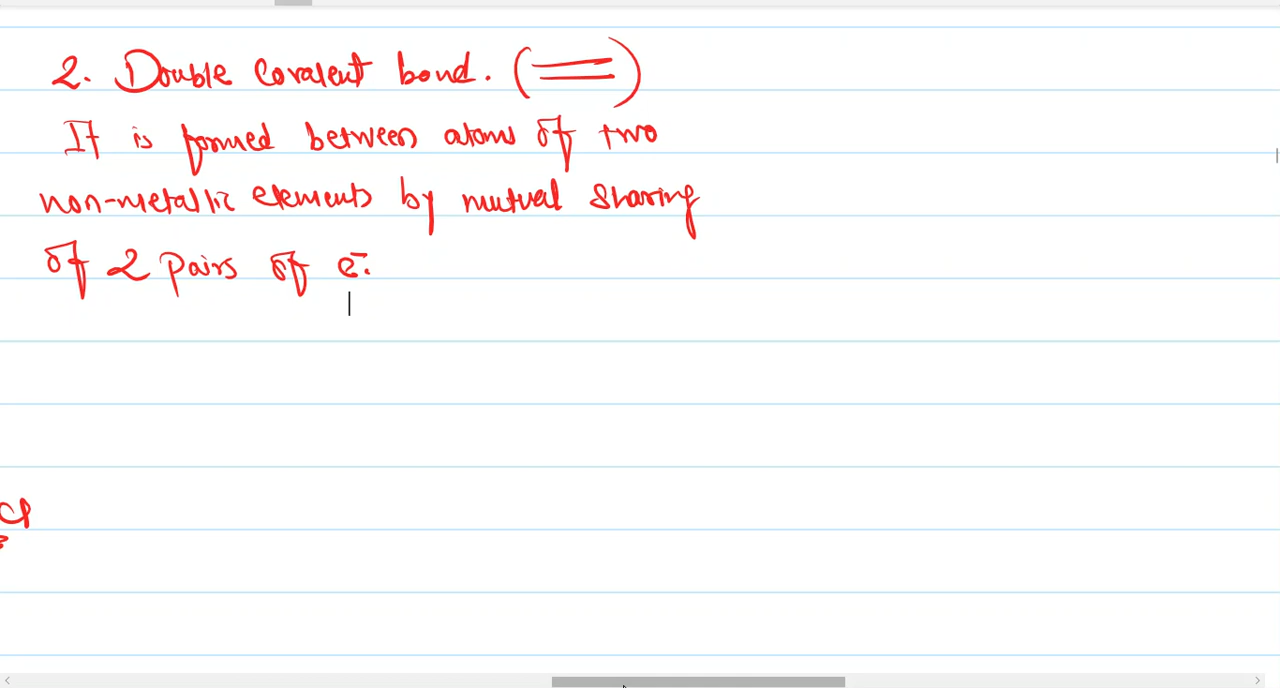 2. Double Covalent bond. (=)
It is formed between atoms of two
non-metallic elements by mutual sharing
of 2 pairs of e⁻.
Cl